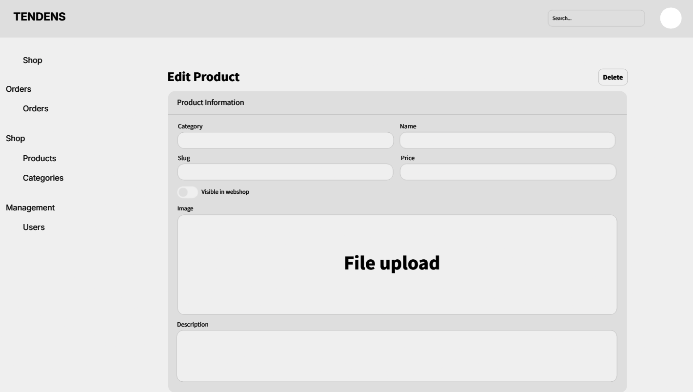 TENDENS
Search...
Shop
Orders
Orders
Shop
Products
Categories
Management
Users
Edit Product
Delete
Product Information
Category
Name
Slug
Price
Visible in webshop
Image
File upload
Description